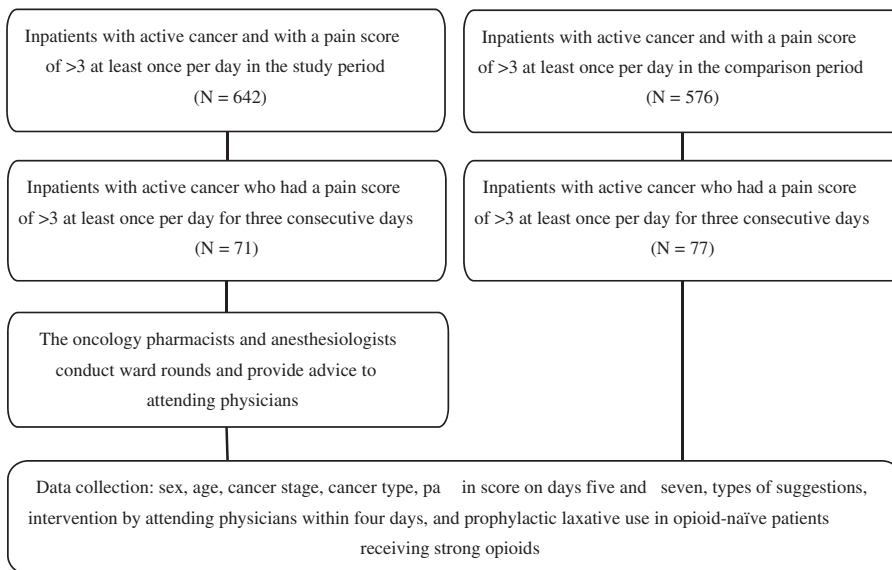 Inpatients with active cancer and with a pain score
of >3 at least once per day in the study period
(N = 642)
Inpatients with active cancer and with a pain score
of >3 at least once per day in the comparison period
(N = 576)
Inpatients with active cancer who had a pain score
of >3 at least once per day for three consecutive days
(N = 71)
Inpatients with active cancer who had a pain score
of >3 at least once per day for three consecutive days
(N = 77)
The oncology pharmacists and anesthesiologists
conduct ward rounds and provide advice to
attending physicians
Data collection: sex, age, cancer stage, cancer type, pa in score on days five and seven, types of suggestions,
intervention by attending physicians within four days, and prophylactic laxative use in opioid-naïve patients
receiving strong opioids